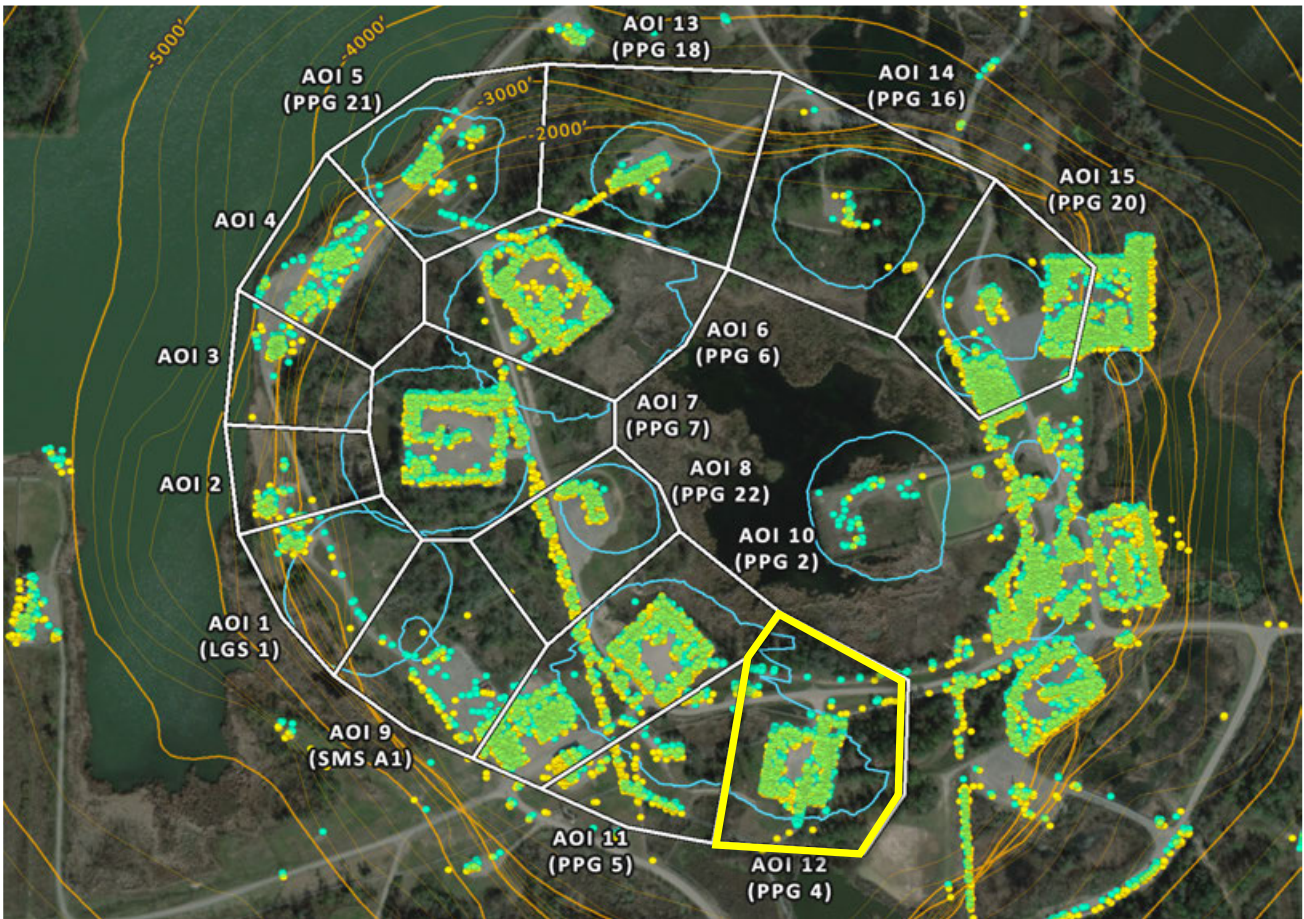 -5000'
-4000'
AOI 13
(PPG 18)
AOI 5
(PPG 21)
AOI 14
(PPG 16)
-3000'
-2000'
AOI 15
(PPG 20)
AOI 4
AOI 3
AOI 6
(PPG 6)
AOI 7
(PPG 7)
AOI 2
AOI 8
(PPG 22)
AOI 10
(PPG 2)
AOI 1
(LGS 1)
AOI 9
(SMS A1)
AOI 11
(PPG 5)
AOI 12
(PPG 4)